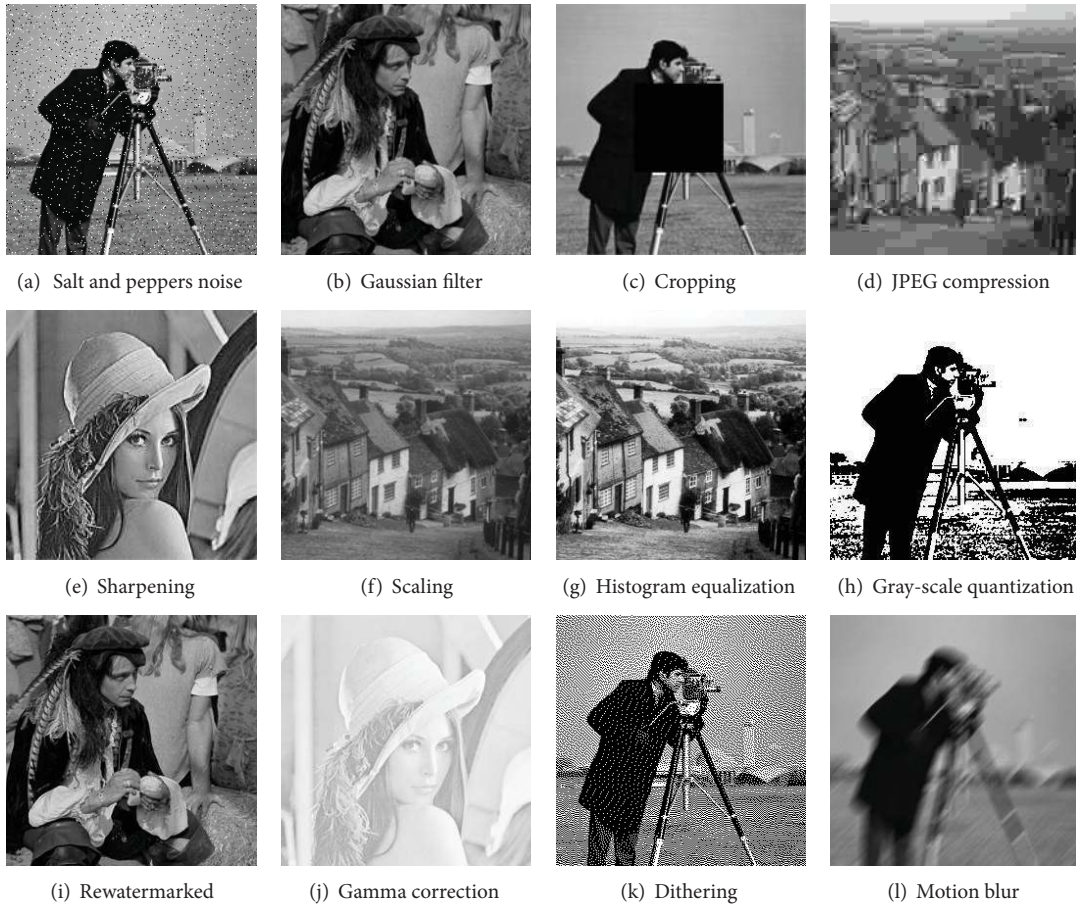 (a) Salt and peppers noise
(b) Gaussian filter
(c) Cropping
(d) JPEG compression
(e) Sharpening
(f) Scaling
(g) Histogram equalization
(h) Gray-scale quantization
(i) Rewatermarked
(j) Gamma correction
(k) Dithering
(l) Motion blur